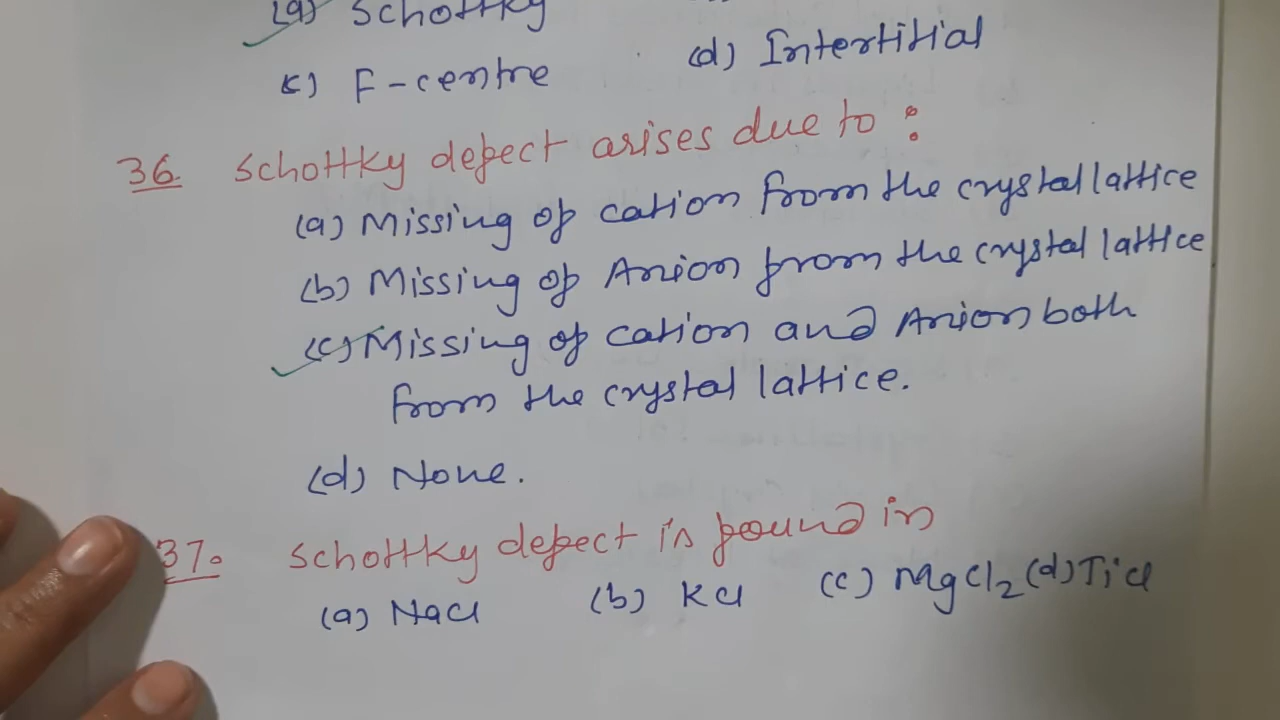 (a) Schottky
(c) F-centre (d) Intertitial
36. Schottky defect arises due to :
(a) Missing of cation from the crystal lattice
(b) Missing of Anion from the crystal lattice
(c) Missing of cation and Anion both
from the crystal lattice.
(d) None.
37. Schottky defect is found in
(a) NaCl (b) KCl (c) MgCl2 (d) TiCl